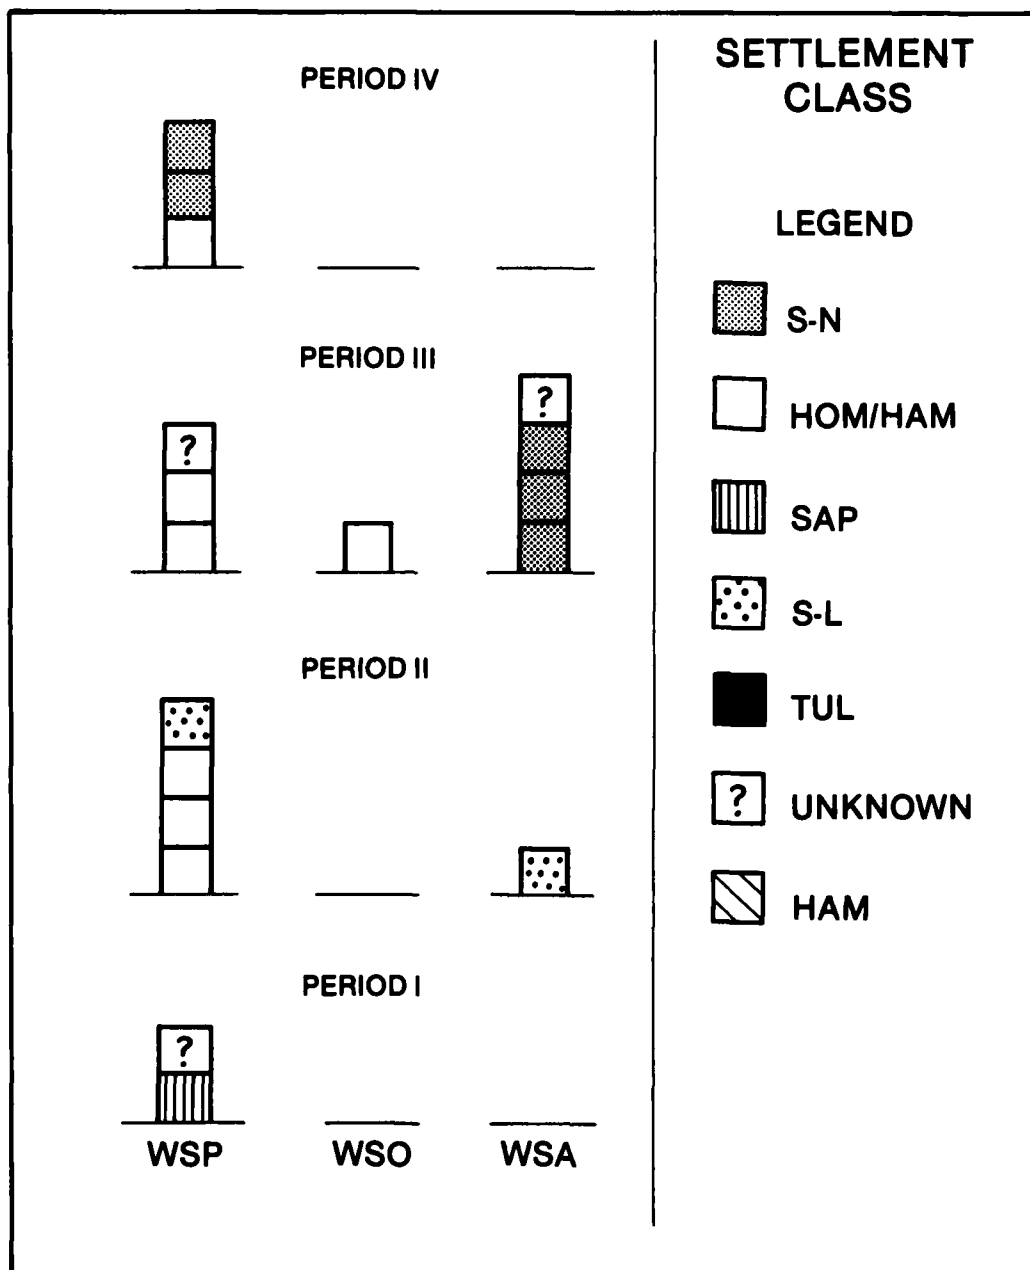 PERIOD IV
PERIOD III
?
?
PERIOD II
PERIOD I
?
WSP WSO WSA
SETTLEMENT
CLASS
LEGEND
S-N
HOM/HAM
SAP
S-L
TUL
? UNKNOWN
HAM